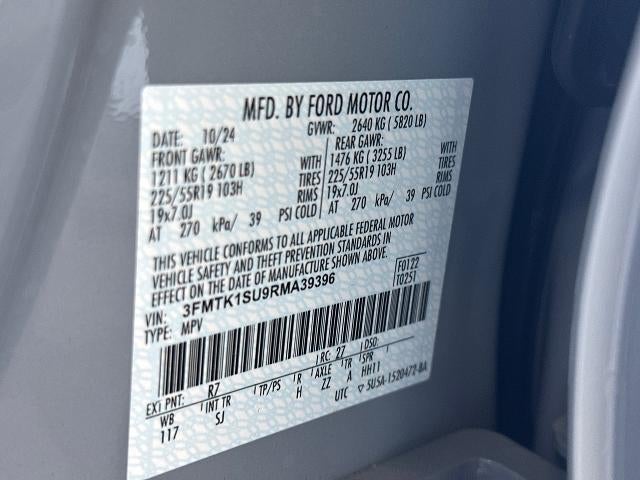 MFD. BY FORD MOTOR CO.
DATE: 10/24 GVWR: 2640 KG ( 5820 LB)
FRONT GAWR: REAR GAWR:
1211 KG ( 2670 LB) WITH 1476 KG ( 3255 LB) WITH
225/55R19 103H TIRES 225/55R19 103H TIRES
19x7.0J RIMS 19x7.0J RIMS
AT 270 kPa/ 39 PSI COLD AT 270 kPa/ 39 PSI COLD
THIS VEHICLE CONFORMS TO ALL APPLICABLE FEDERAL MOTOR
VEHICLE SAFETY AND THEFT PREVENTION STANDARDS IN
EFFECT ON THE DATE OF MANUFACTURE SHOWN ABOVE.
VIN: 3FMTK1SU9RMA39396 F0122
TYPE: MPV T0251
EXT PNT: R7 RC: 27 DSO:
WB INT TR TP/PS R AXLE TR SPR
117 SJ H ZZ A HH11
UTC ▽ 5U5A-1520472-BA